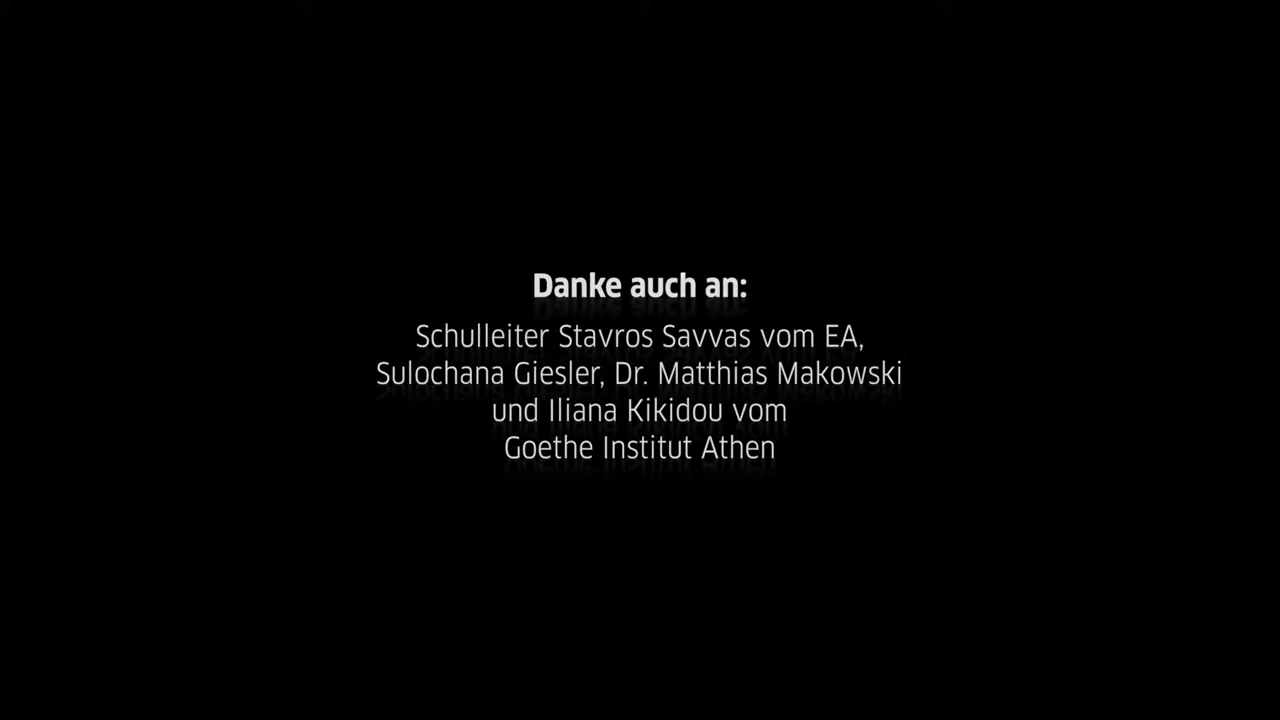 Danke auch an:
Schulleiter Stavros Savvas vom EA,
Sulochana Giesler, Dr. Matthias Makowski
und Iliana Kikidou vom
Goethe Institut Athen